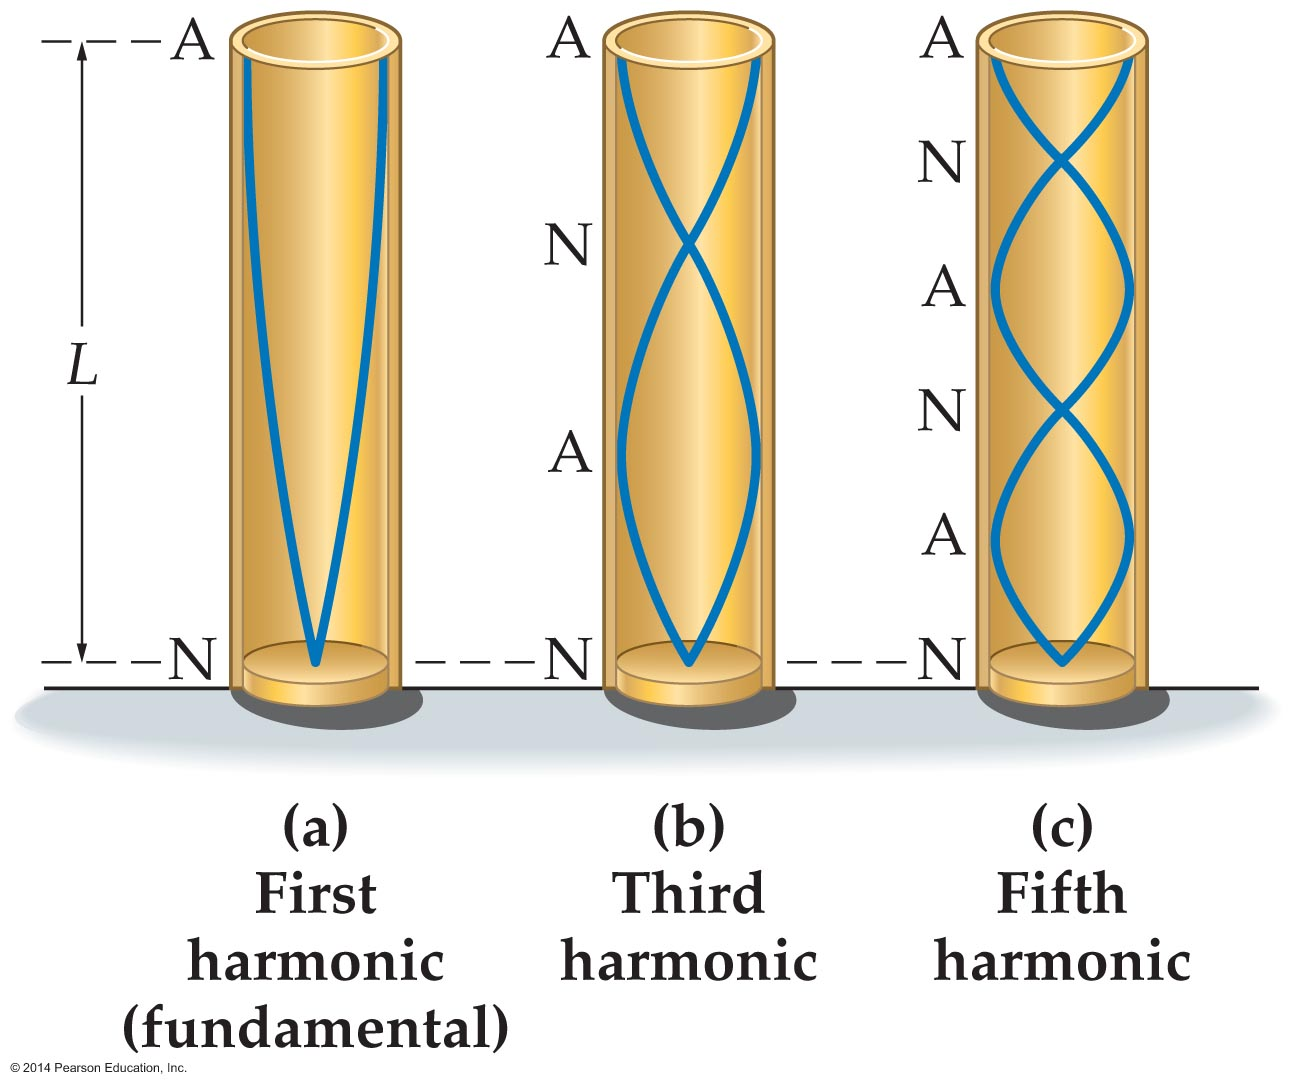 A
A
A
N
N
A
L
N
A
A
N
N
N
(a)
First
harmonic
(fundamental)
(b)
Third
harmonic
(c)
Fifth
harmonic
© 2014 Pearson Education, Inc.